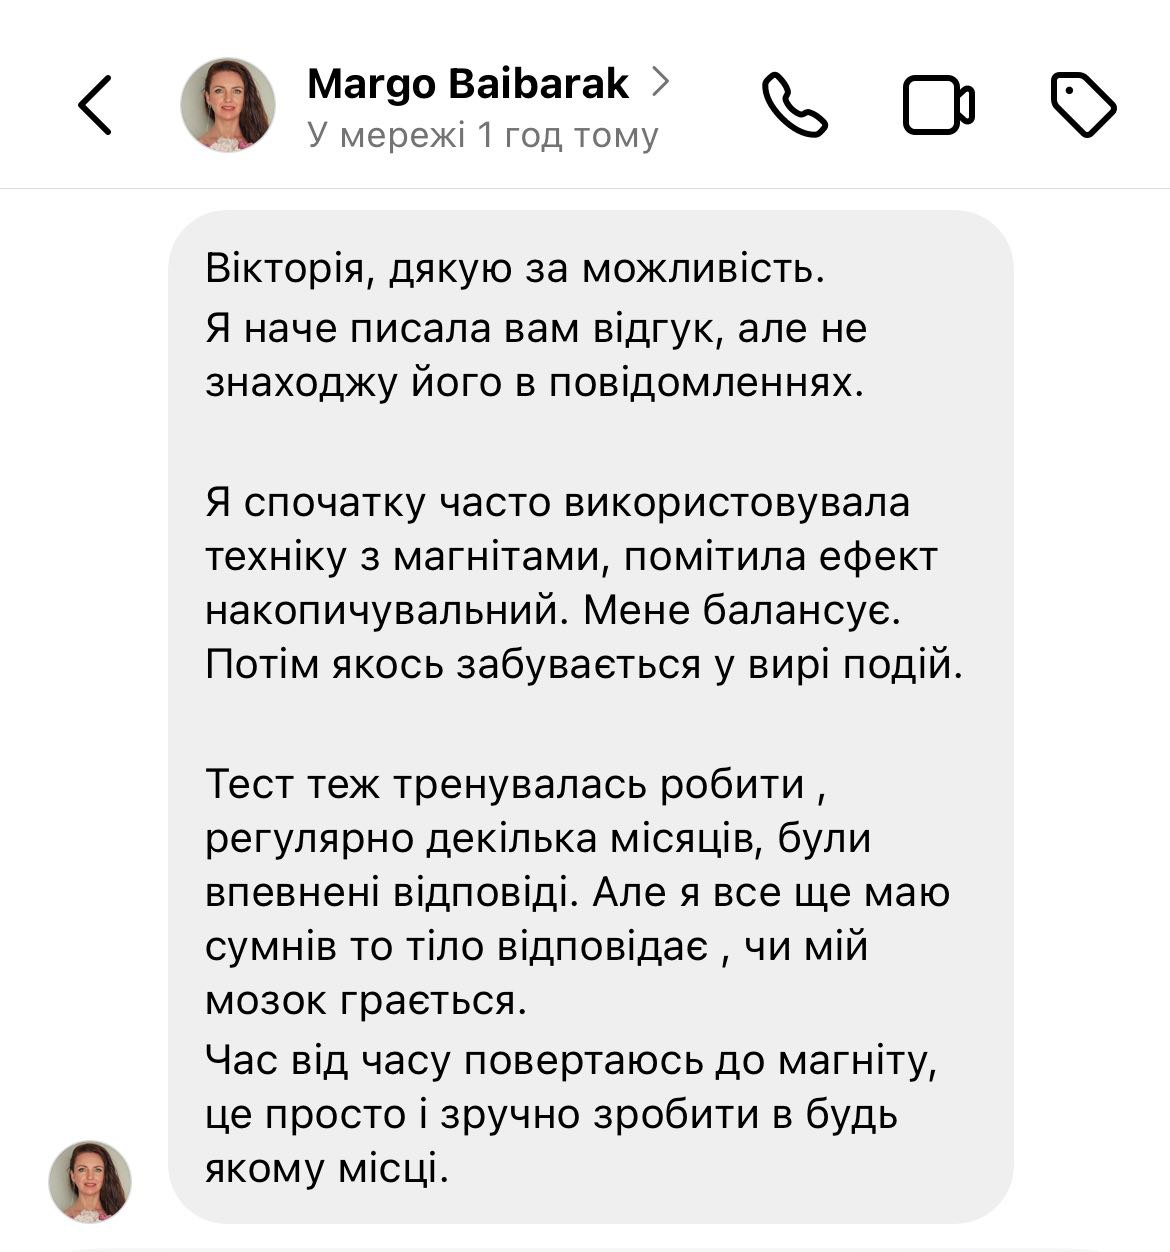 Margo Baibarak
У мережі 1 год тому
Вікторія, дякую за можливість.
Я наче писала вам відгук, але не
знаходжу його в повідомленнях.
Я спочатку часто використовувала
техніку з магнітами, помітила ефект
накопичувальний. Мене балансує.
Потім якось забувається у вирі подій.
Тест теж тренувалась робити ,
регулярно декілька місяців, були
впевнені відповіді. Але я все ще маю
сумнів то тіло відповідає , чи мій
мозок грається.
Час від часу повертаюсь до магніту,
це просто і зручно зробити в будь
якому місці.